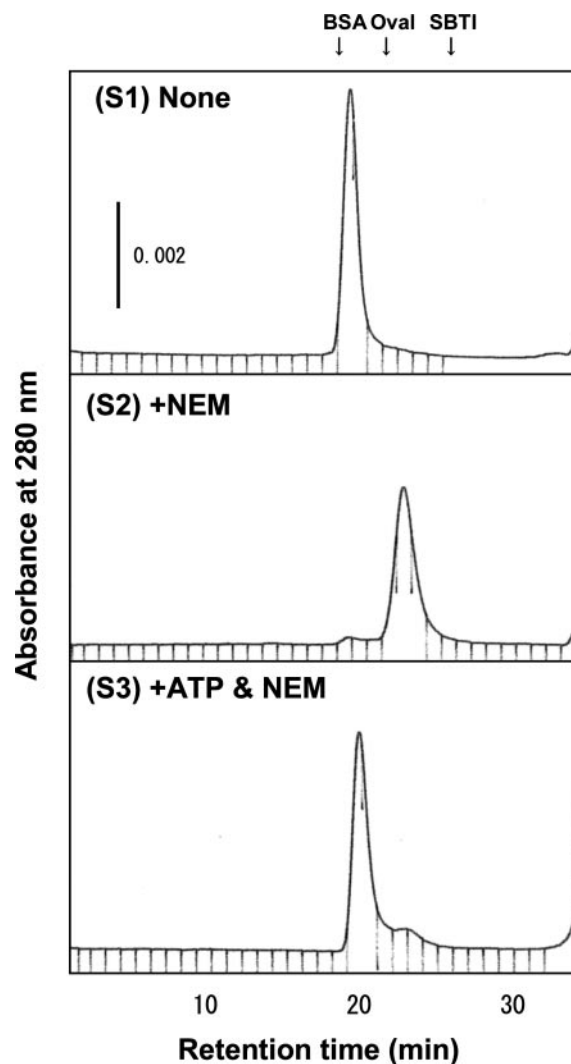 BSA Oval SBTI
↓ ↓ ↓
(S1) None
0.002
(S2) +NEM
(S3) +ATP & NEM
Absorbance at 280 nm
10 20 30
Retention time (min)